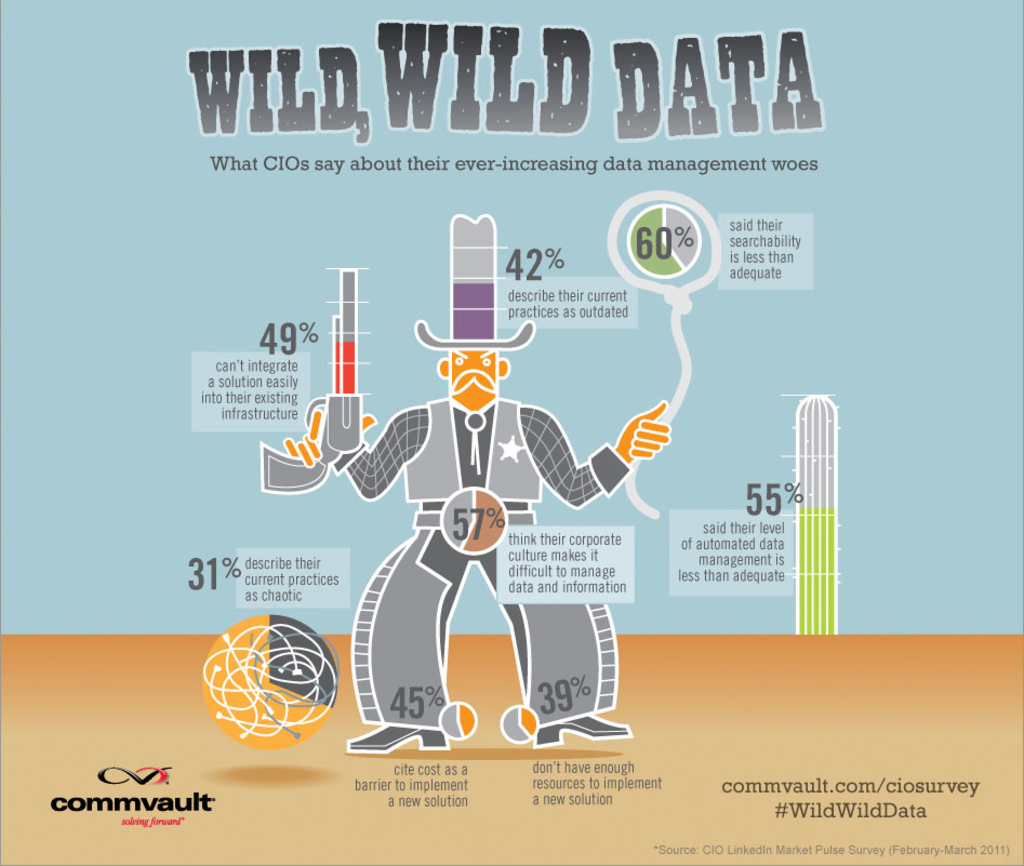 WILD, WILD DATA
What CIOs say about their ever-increasing data management woes
60%
said their
searchability
is less than
adequate
42%
describe their current
practices as outdated
49%
can't integrate
a solution easily
into their existing
infrastructure
57%
think their corporate
culture makes it
difficult to manage
data and information
55%
said their level
of automated data
management is
less than adequate
31%
describe their
current practices
as chaotic
45%
cite cost as a
barrier to implement
a new solution
39%
don't have enough
resources to implement
a new solution
commvault
solving forward®
commvault.com/ciosurvey
#WildWildData
*Source: CIO LinkedIn Market Pulse Survey (February-March 2011)